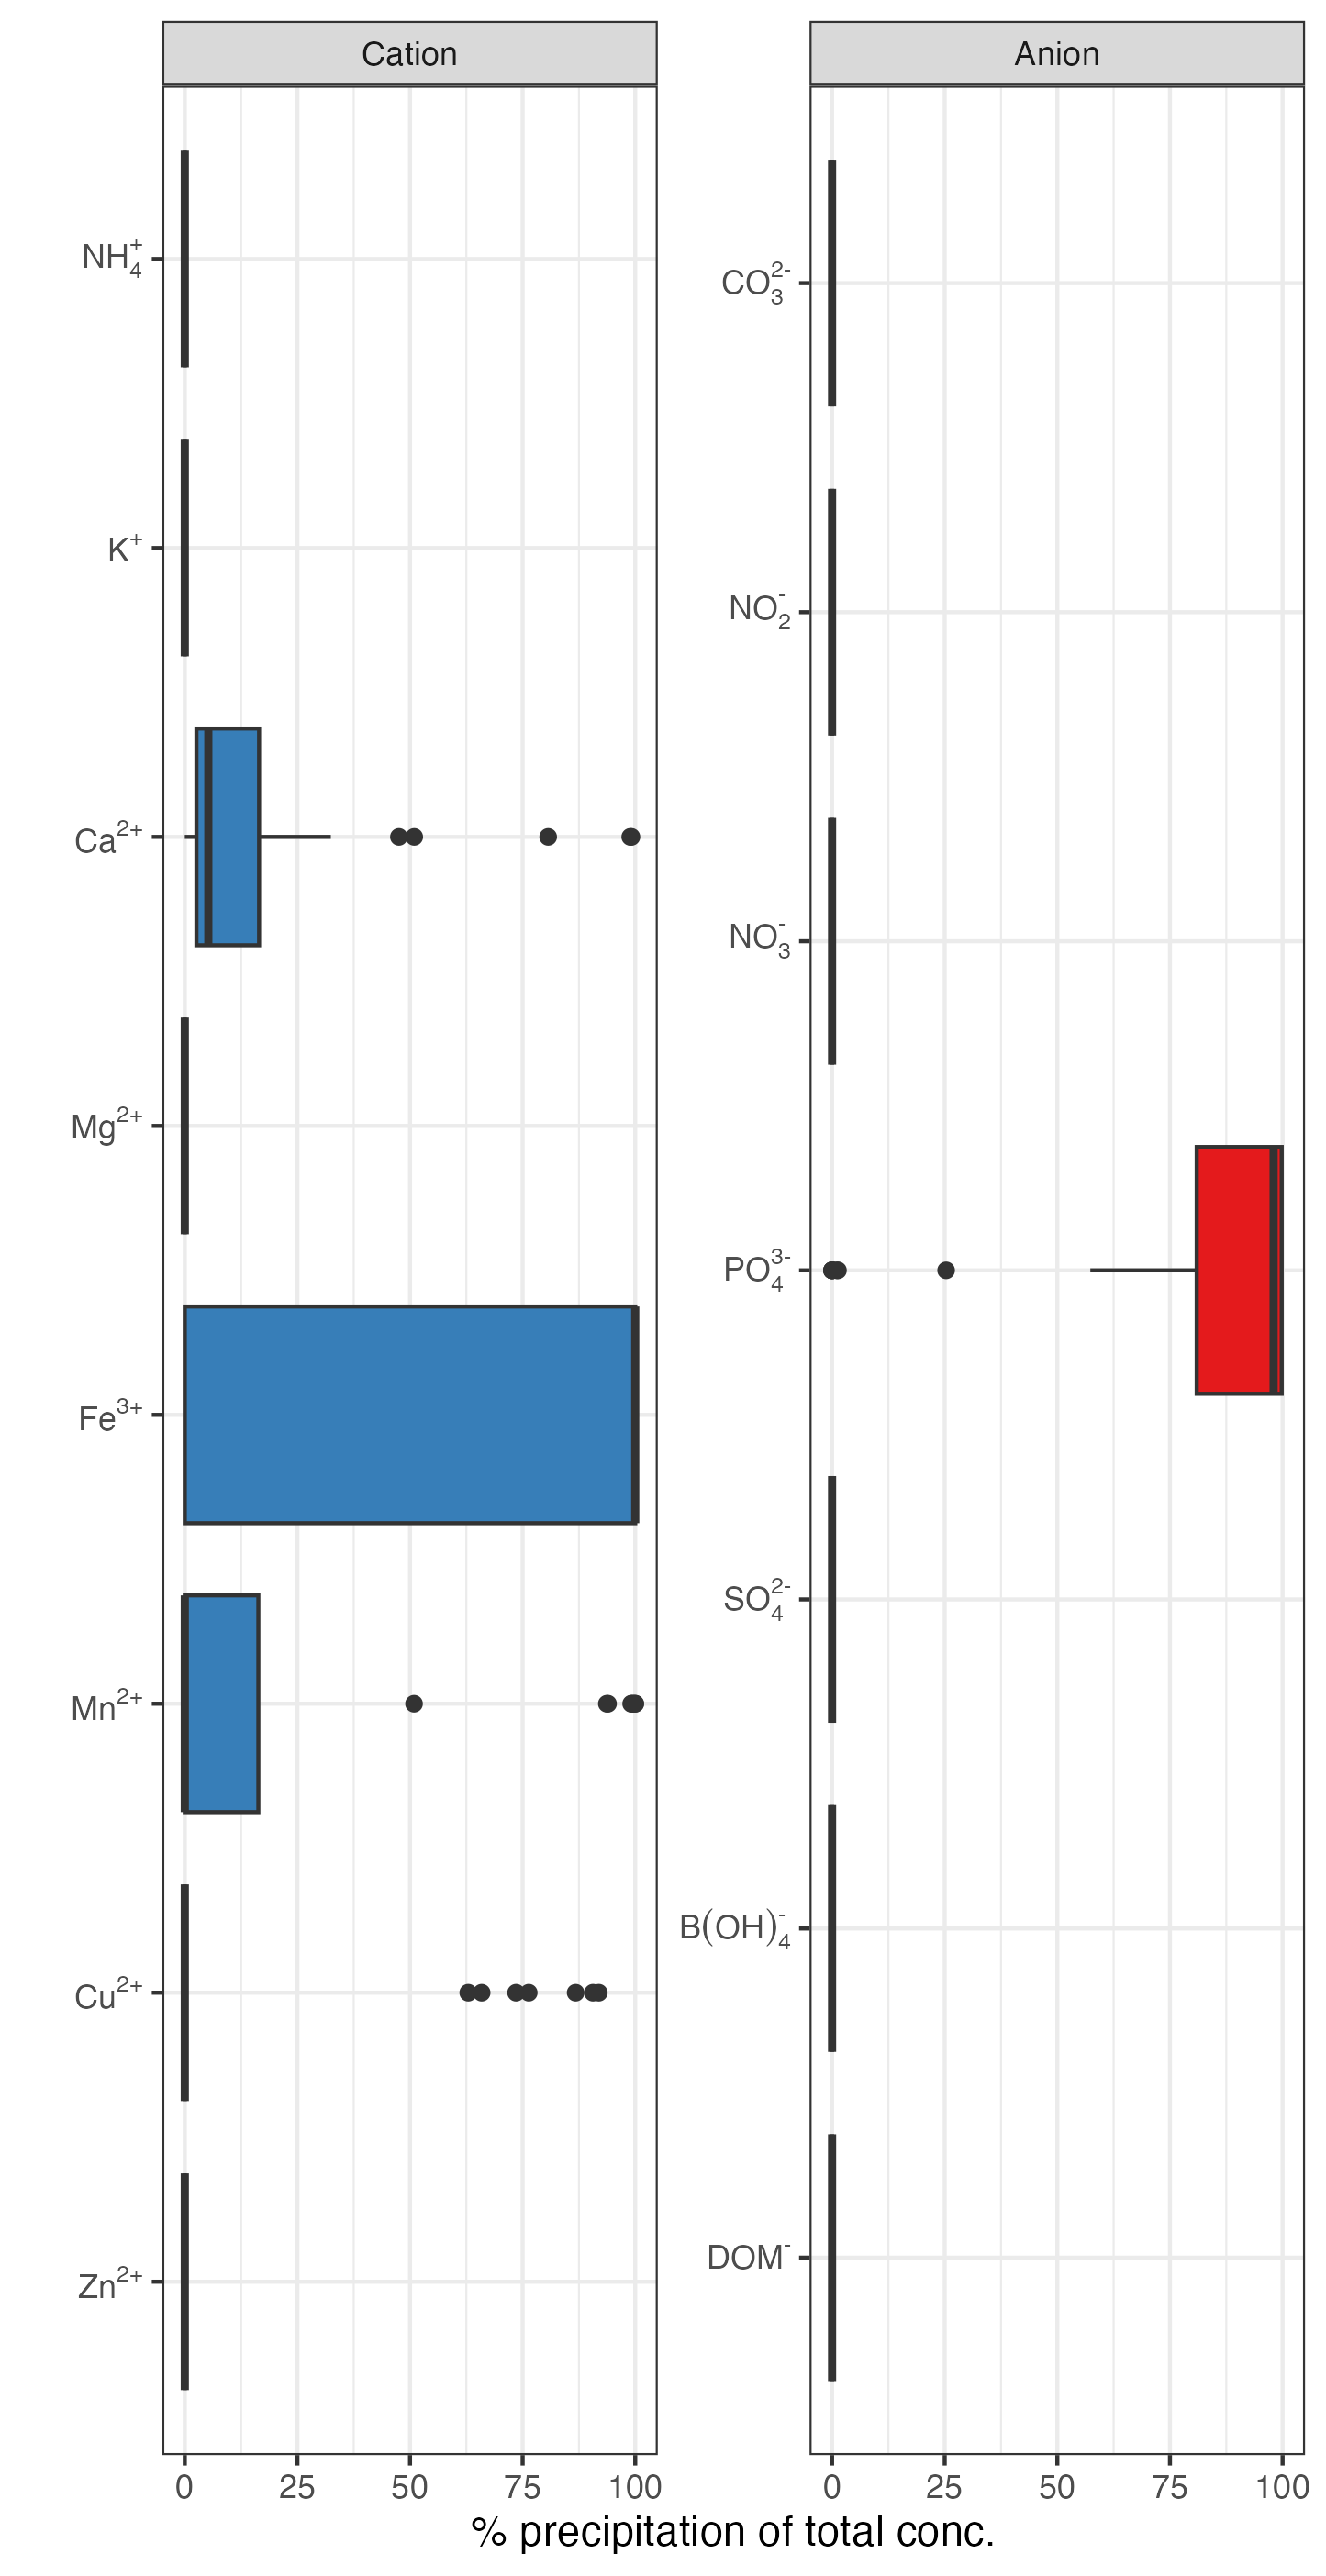 Cation
NH₄⁺
K⁺
Ca²⁺
Mg²⁺
Fe³⁺
Mn²⁺
Cu²⁺
Zn²⁺
0 25 50 75 100
Anion
CO₃²⁻
NO₂⁻
NO₃⁻
PO₄³⁻
SO₄²⁻
B(OH)₄⁻
DOM⁻
0 25 50 75 100
% precipitation of total conc.